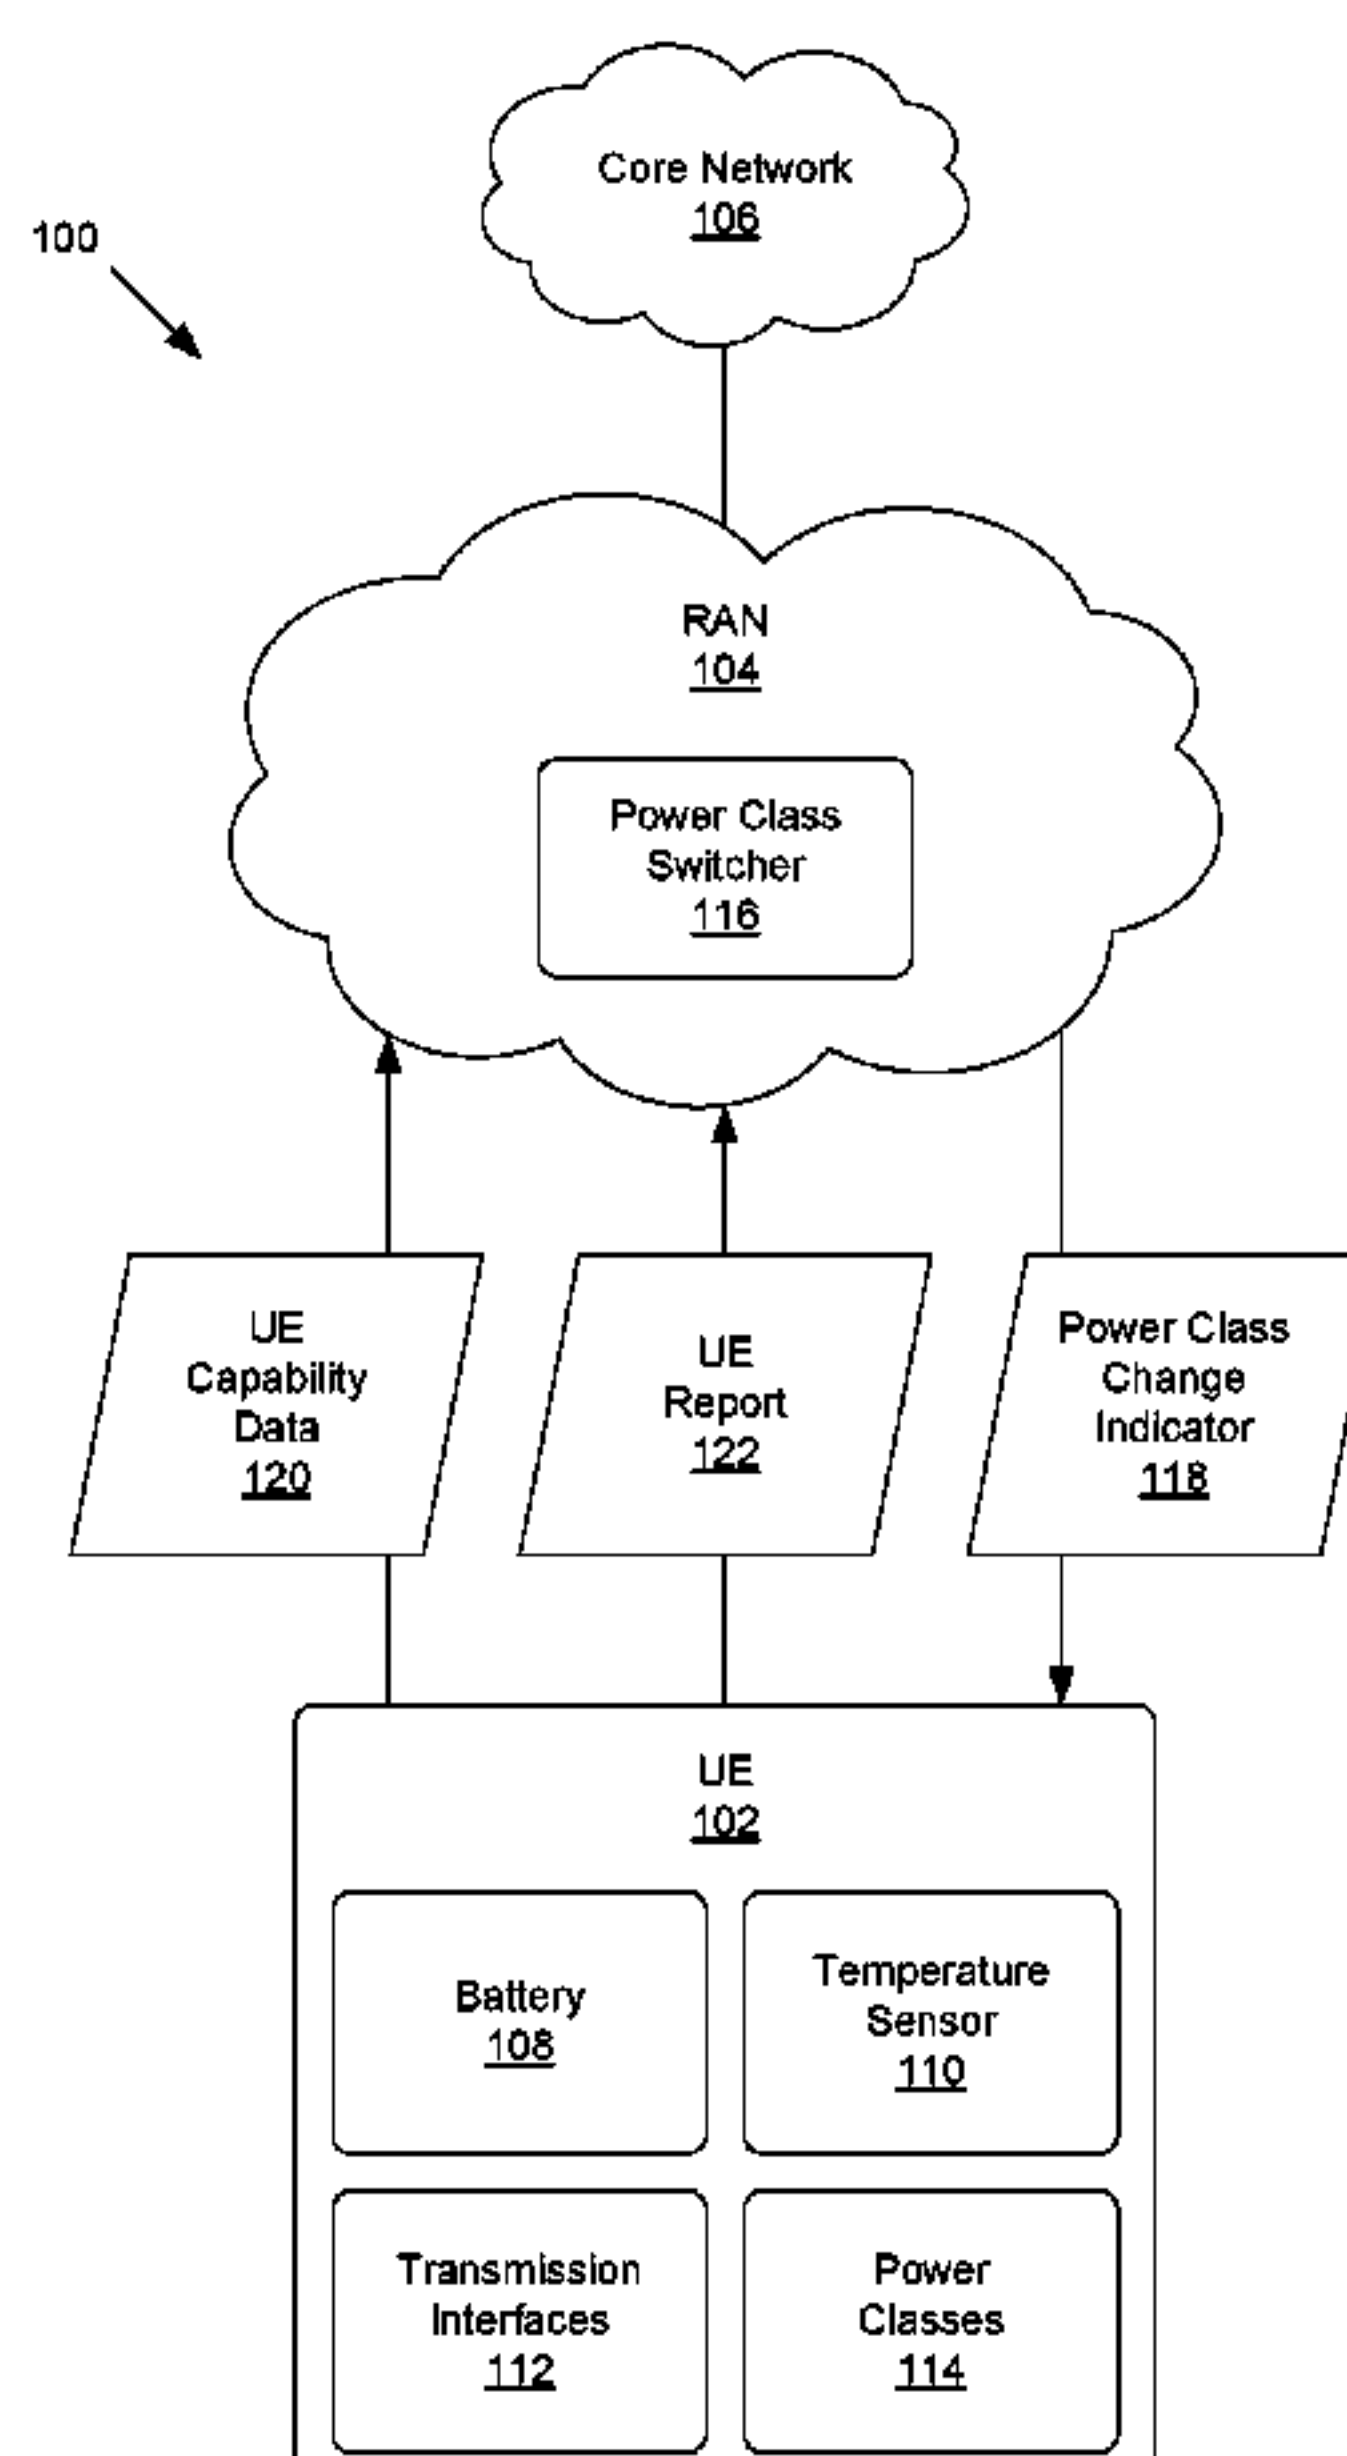 Core Network
106
100
RAN
104
Power Class
Switcher
116
UE
Capability
Data
120
UE
Report
122
Power Class
Change
Indicator
118
UE
102
Battery
108
Temperature
Sensor
110
Transmission
Interfaces
112
Power
Classes
114